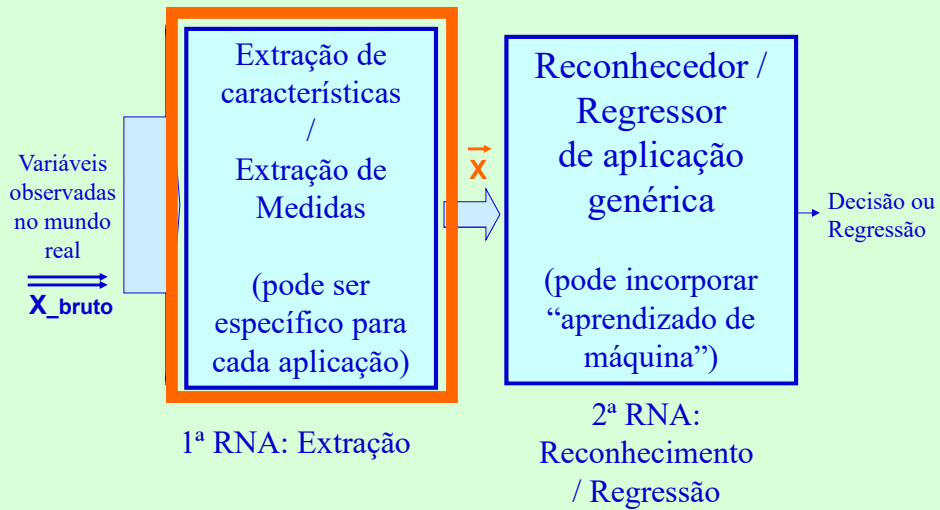 Variáveis
observadas
no mundo
real
X_bruto
Extração de
características
/
Extração de
Medidas
(pode ser
específico para
cada aplicação)
1ª RNA: Extração
X
Reconhecedor /
Regressor
de aplicação
genérica
(pode incorporar
“aprendizado de
máquina”)
2ª RNA:
Reconhecimento
/ Regressão
Decisão ou
Regressão